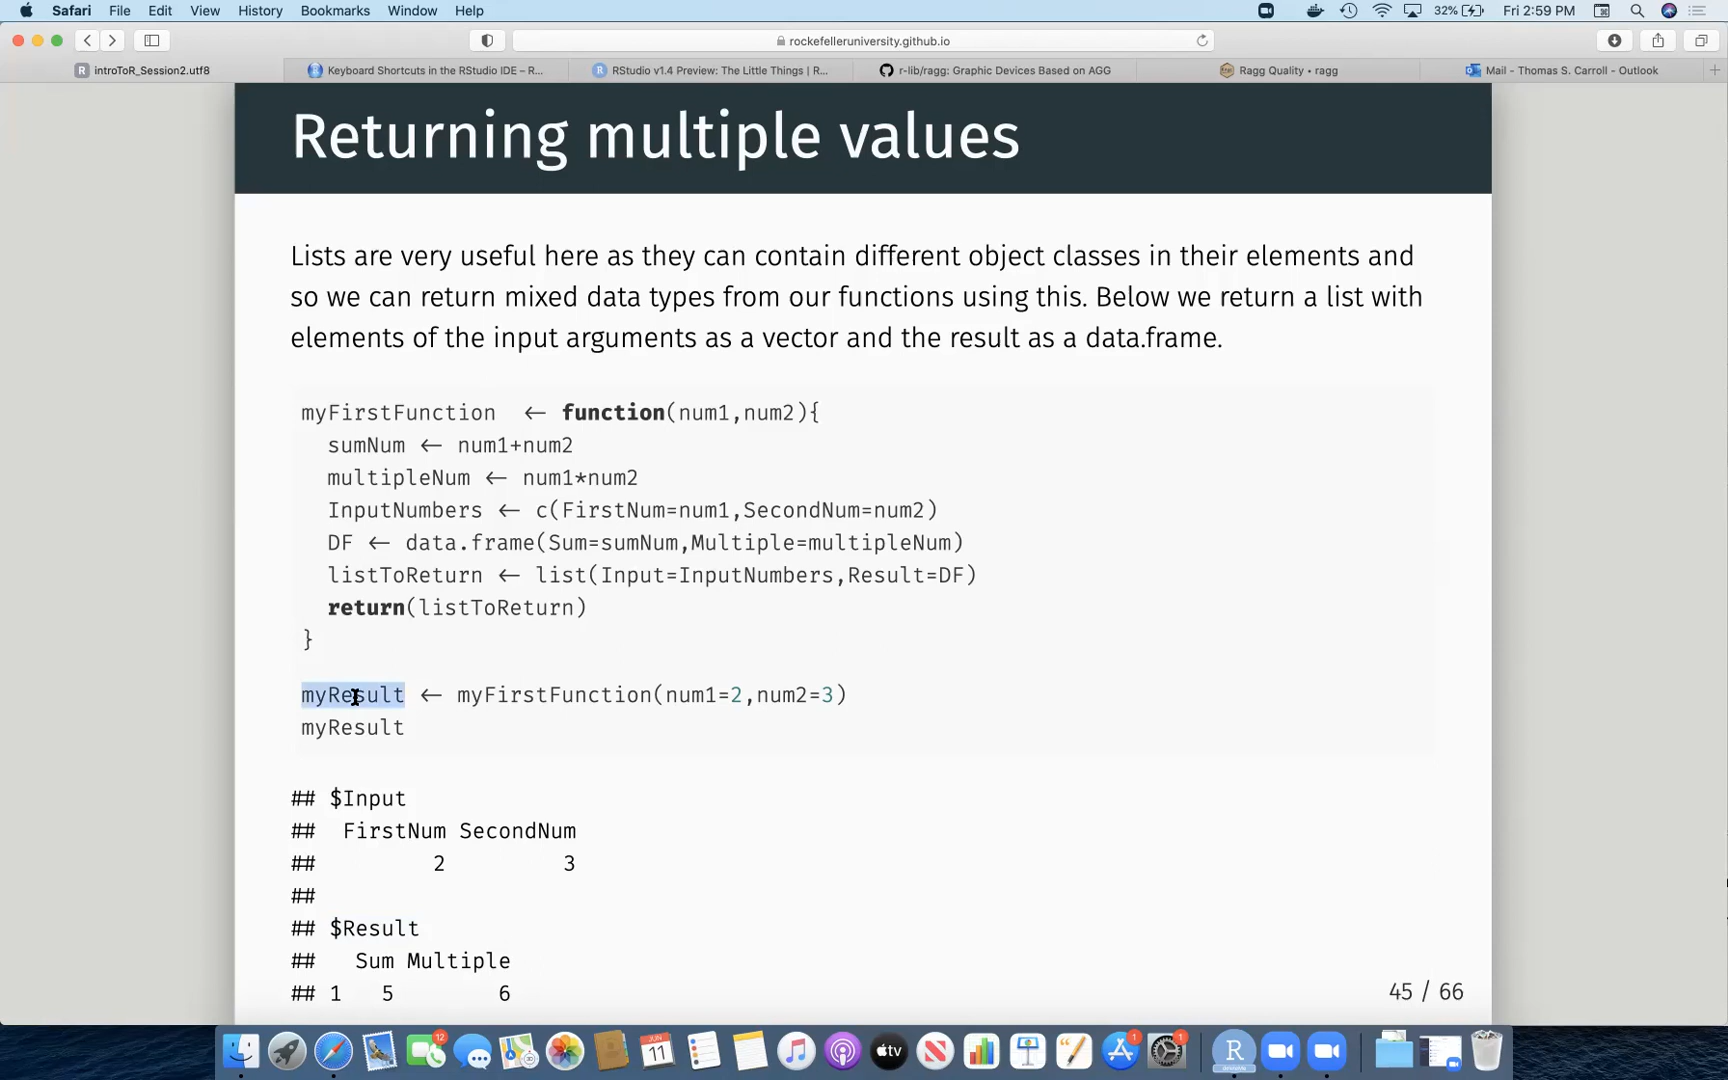 Safari File Edit View History Bookmarks Window Help 32% Fri 2:59 PM
rockefelleruniversity.github.io
introToR_Session2.utf8 Keyboard Shortcuts in the RStudio IDE – R... RStudio v1.4 Preview: The Little Things | R... r-lib/ragg: Graphic Devices Based on AGG Ragg Quality • ragg Mail - Thomas S. Carroll - Outlook
Returning multiple values
Lists are very useful here as they can contain different object classes in their elements and
so we can return mixed data types from our functions using this. Below we return a list with
elements of the input arguments as a vector and the result as a data.frame.
myFirstFunction ← function(num1,num2){
sumNum ← num1+num2
multipleNum ← num1*num2
InputNumbers ← c(FirstNum=num1,SecondNum=num2)
DF ← data.frame(Sum=sumNum,Multiple=multipleNum)
listToReturn ← list(Input=InputNumbers,Result=DF)
return(listToReturn)
}
myResult ← myFirstFunction(num1=2,num2=3)
myResult
## $Input
## FirstNum SecondNum
## 2 3
##
## $Result
## Sum Multiple
## 1 5 6
45 / 66
12 JUN 11 tv 1 1 R